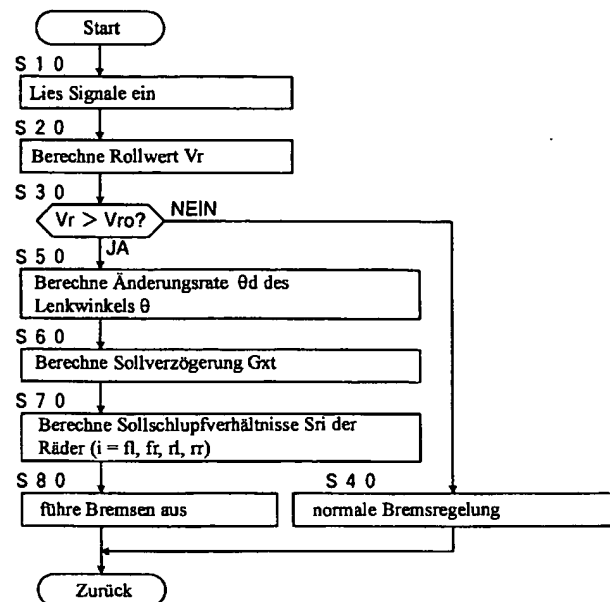 Start
S 1 0
Lies Signale ein
S 2 0
Berechne Rollwert Vr
S 3 0
Vr > Vro?
NEIN
JA
S 5 0
Berechne Änderungsrate θd des
Lenkwinkels θ
S 6 0
Berechne Sollverzögerung Gxt
S 7 0
Berechne Sollschlupfverhältnisse Sri der
Räder (i = fl, fr, rl, rr)
S 8 0
führe Bremsen aus
S 4 0
normale Bremsregelung
Zurück